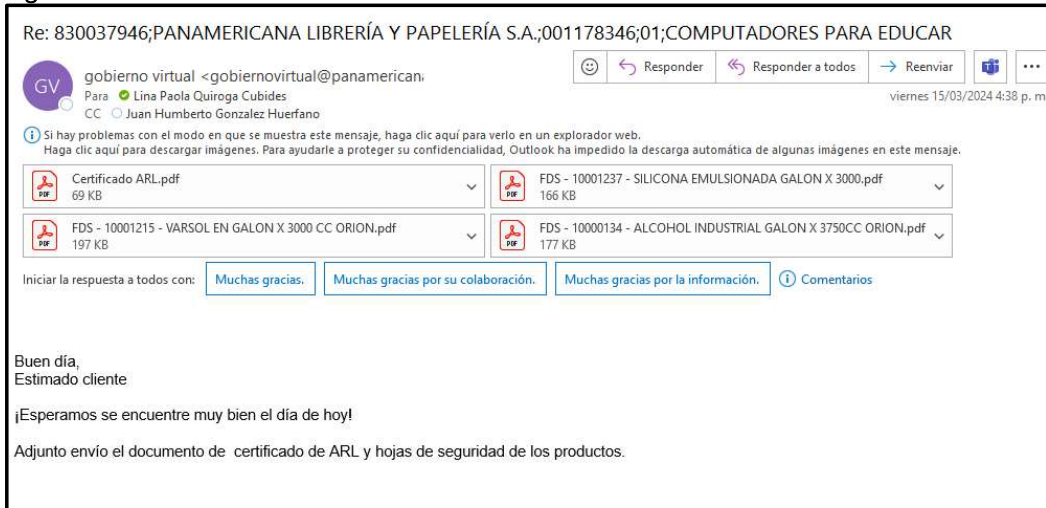 Re: 830037946;PANAMERICANA LIBRERÍA Y PAPELERÍA S.A.;001178346;01;COMPUTADORES PARA EDUCAR
GV
gobierno virtual <gobiernovirtual@panamerican
Para Lina Paola Quiroga Cubides
CC Juan Humberto Gonzalez Huerfano
Responder
Responder a todos
Reenviar
viernes 15/03/2024 4:38 p. m
Si hay problemas con el modo en que se muestra este mensaje, haga clic aquí para verlo en un explorador web.
Haga clic aquí para descargar imágenes. Para ayudarle a proteger su confidencialidad, Outlook ha impedido la descarga automática de algunas imágenes en este mensaje.
PDF
Certificado ARL.pdf
69 KB
PDF
FDS - 10001237 - SILICONA EMULSIONADA GALON X 3000.pdf
166 KB
PDF
FDS - 10001215 - VARSOL EN GALON X 3000 CC ORION.pdf
197 KB
PDF
FDS - 10000134 - ALCOHOL INDUSTRIAL GALON X 3750CC ORION.pdf
177 KB
Iniciar la respuesta a todos con:
Muchas gracias.
Muchas gracias por su colaboración.
Muchas gracias por la información.
Comentarios
Buen día,
Estimado cliente
¡Esperamos se encuentre muy bien el día de hoy!
Adjunto envío el documento de  certificado de ARL y hojas de seguridad de los productos.